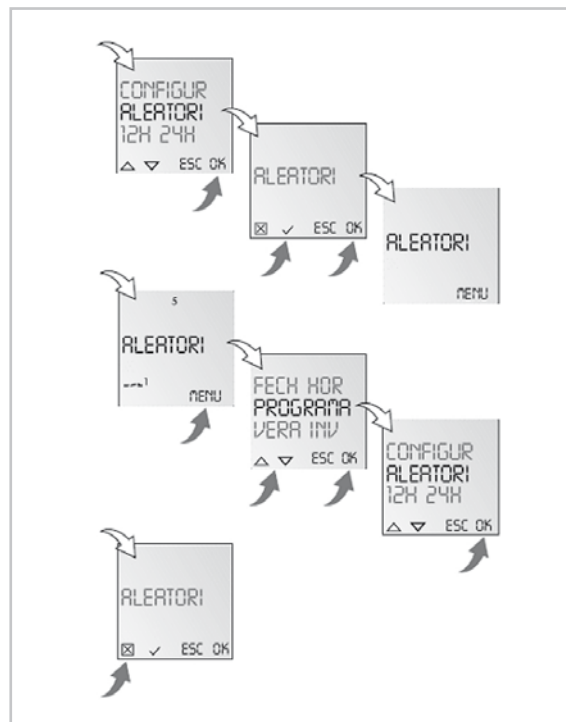 CONFIGUR
ALEATORI
12H 24H
ESC OK
ALEATORI
ESC OK
ALEATORI
MENU
5
ALEATORI
1
MENU
FECH HOR
PROGRAMA
VERA INV
ESC OK
CONFIGUR
ALEATORI
12H 24H
ESC OK
ALEATORI
ESC OK